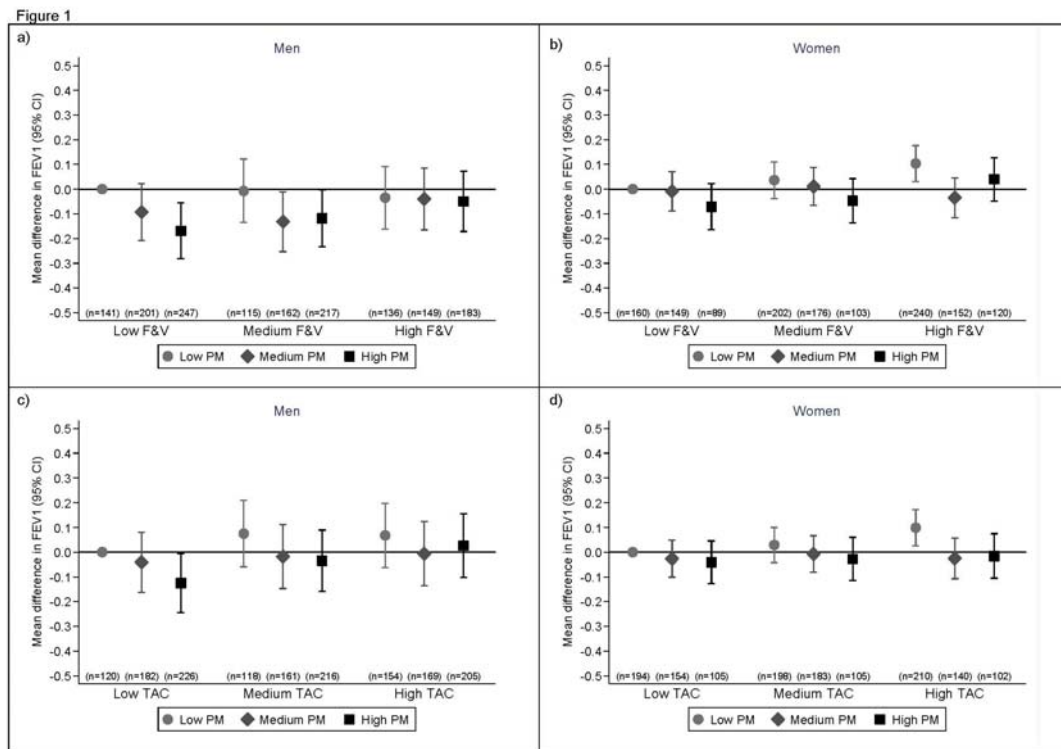 Figure 1
a)
Men
Mean difference in FEV1 (95% CI)
0.5
0.4
0.3
0.2
0.1
0.0
-0.1
-0.2
-0.3
-0.4
-0.5
(n=141) (n=201) (n=247) (n=115) (n=162) (n=217) (n=136) (n=149) (n=183)
Low F&V Medium F&V High F&V
Low PM Medium PM High PM
b)
Women
Mean difference in FEV1 (95% CI)
0.5
0.4
0.3
0.2
0.1
0.0
-0.1
-0.2
-0.3
-0.4
-0.5
(n=160) (n=149) (n=89) (n=202) (n=176) (n=103) (n=240) (n=152) (n=120)
Low F&V Medium F&V High F&V
Low PM Medium PM High PM
c)
Men
Mean difference in FEV1 (95% CI)
0.5
0.4
0.3
0.2
0.1
0.0
-0.1
-0.2
-0.3
-0.4
-0.5
(n=120) (n=182) (n=226) (n=118) (n=161) (n=216) (n=154) (n=169) (n=205)
Low TAC Medium TAC High TAC
Low PM Medium PM High PM
d)
Women
Mean difference in FEV1 (95% CI)
0.5
0.4
0.3
0.2
0.1
0.0
-0.1
-0.2
-0.3
-0.4
-0.5
(n=194) (n=154) (n=105) (n=198) (n=183) (n=105) (n=210) (n=140) (n=102)
Low TAC Medium TAC High TAC
Low PM Medium PM High PM